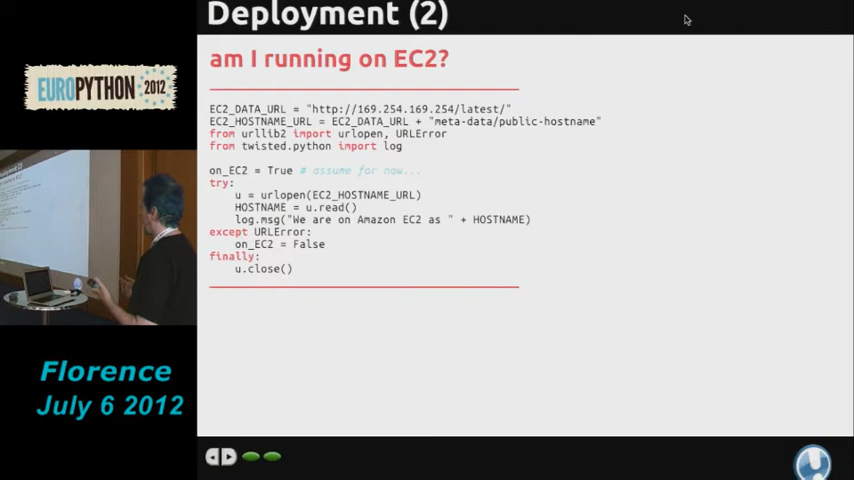 Deployment (2)
am I running on EC2?
EUROPYTHON 2012
EC2_DATA_URL = "http://169.254.169.254/latest/"
EC2_HOSTNAME_URL = EC2_DATA_URL + "meta-data/public-hostname"
from urllib2 import urlopen, URLError
from twisted.python import log
on_EC2 = True # assume for now...
try:
u = urlopen(EC2_HOSTNAME_URL)
HOSTNAME = u.read()
log.msg("We are on Amazon EC2 as " + HOSTNAME)
except URLError:
on_EC2 = False
finally:
u.close()
Florence
July 6 2012